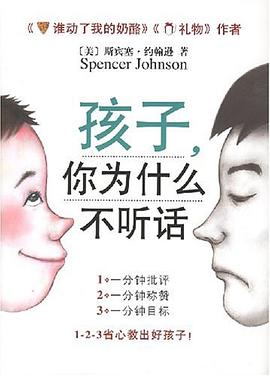 《谁动了我的奶酪》《礼物》作者
［美］斯宾塞·约翰逊 著
Spencer Johnson
孩子，
你为什么
不听话
1 一分钟批评
2 一分钟称赞
3 一分钟目标
1-2-3省心教出好孩子！